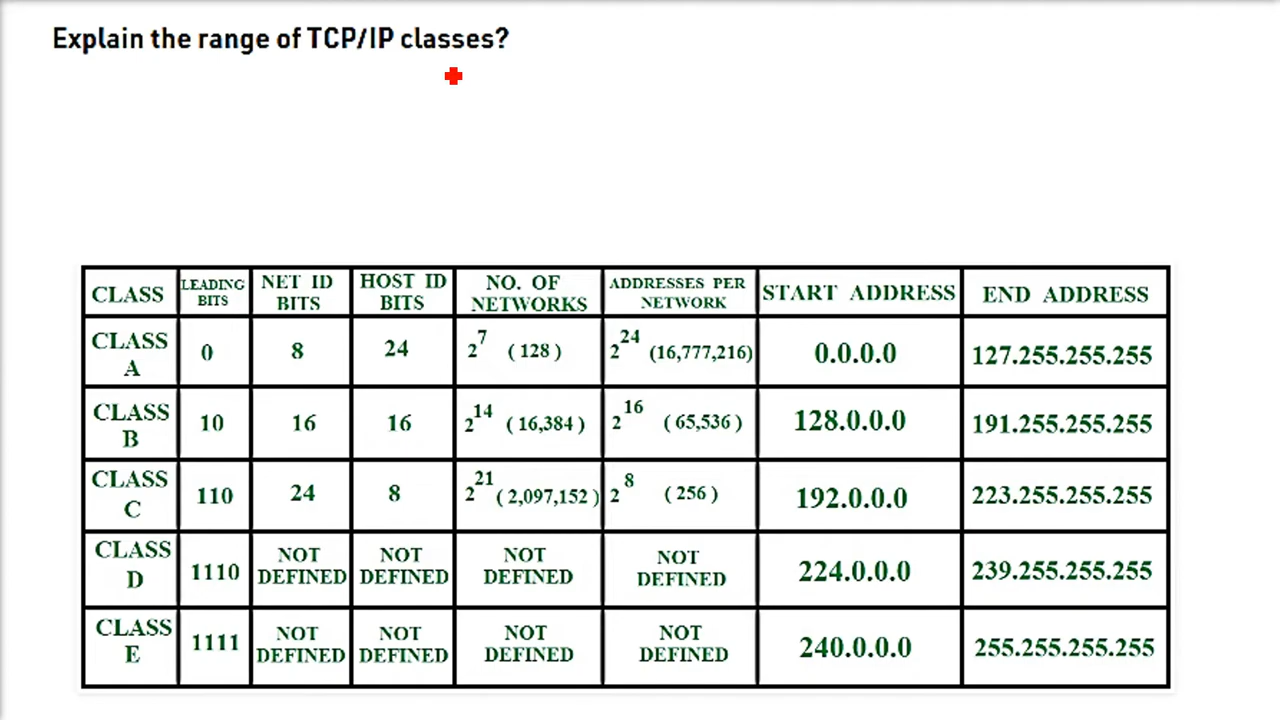 Explain the range of TCP/IP classes?
CLASS LEADING BITS NET ID BITS HOST ID BITS NO. OF NETWORKS ADDRESSES PER NETWORK START ADDRESS END ADDRESS
CLASS A 0 8 24 2^7 (128) 2^24 (16,777,216) 0.0.0.0 127.255.255.255
CLASS B 10 16 16 2^14 (16,384) 2^16 (65,536) 128.0.0.0 191.255.255.255
CLASS C 110 24 8 2^21 (2,097,152) 2^8 (256) 192.0.0.0 223.255.255.255
CLASS D 1110 NOT DEFINED NOT DEFINED NOT DEFINED NOT DEFINED 224.0.0.0 239.255.255.255
CLASS E 1111 NOT DEFINED NOT DEFINED NOT DEFINED NOT DEFINED 240.0.0.0 255.255.255.255